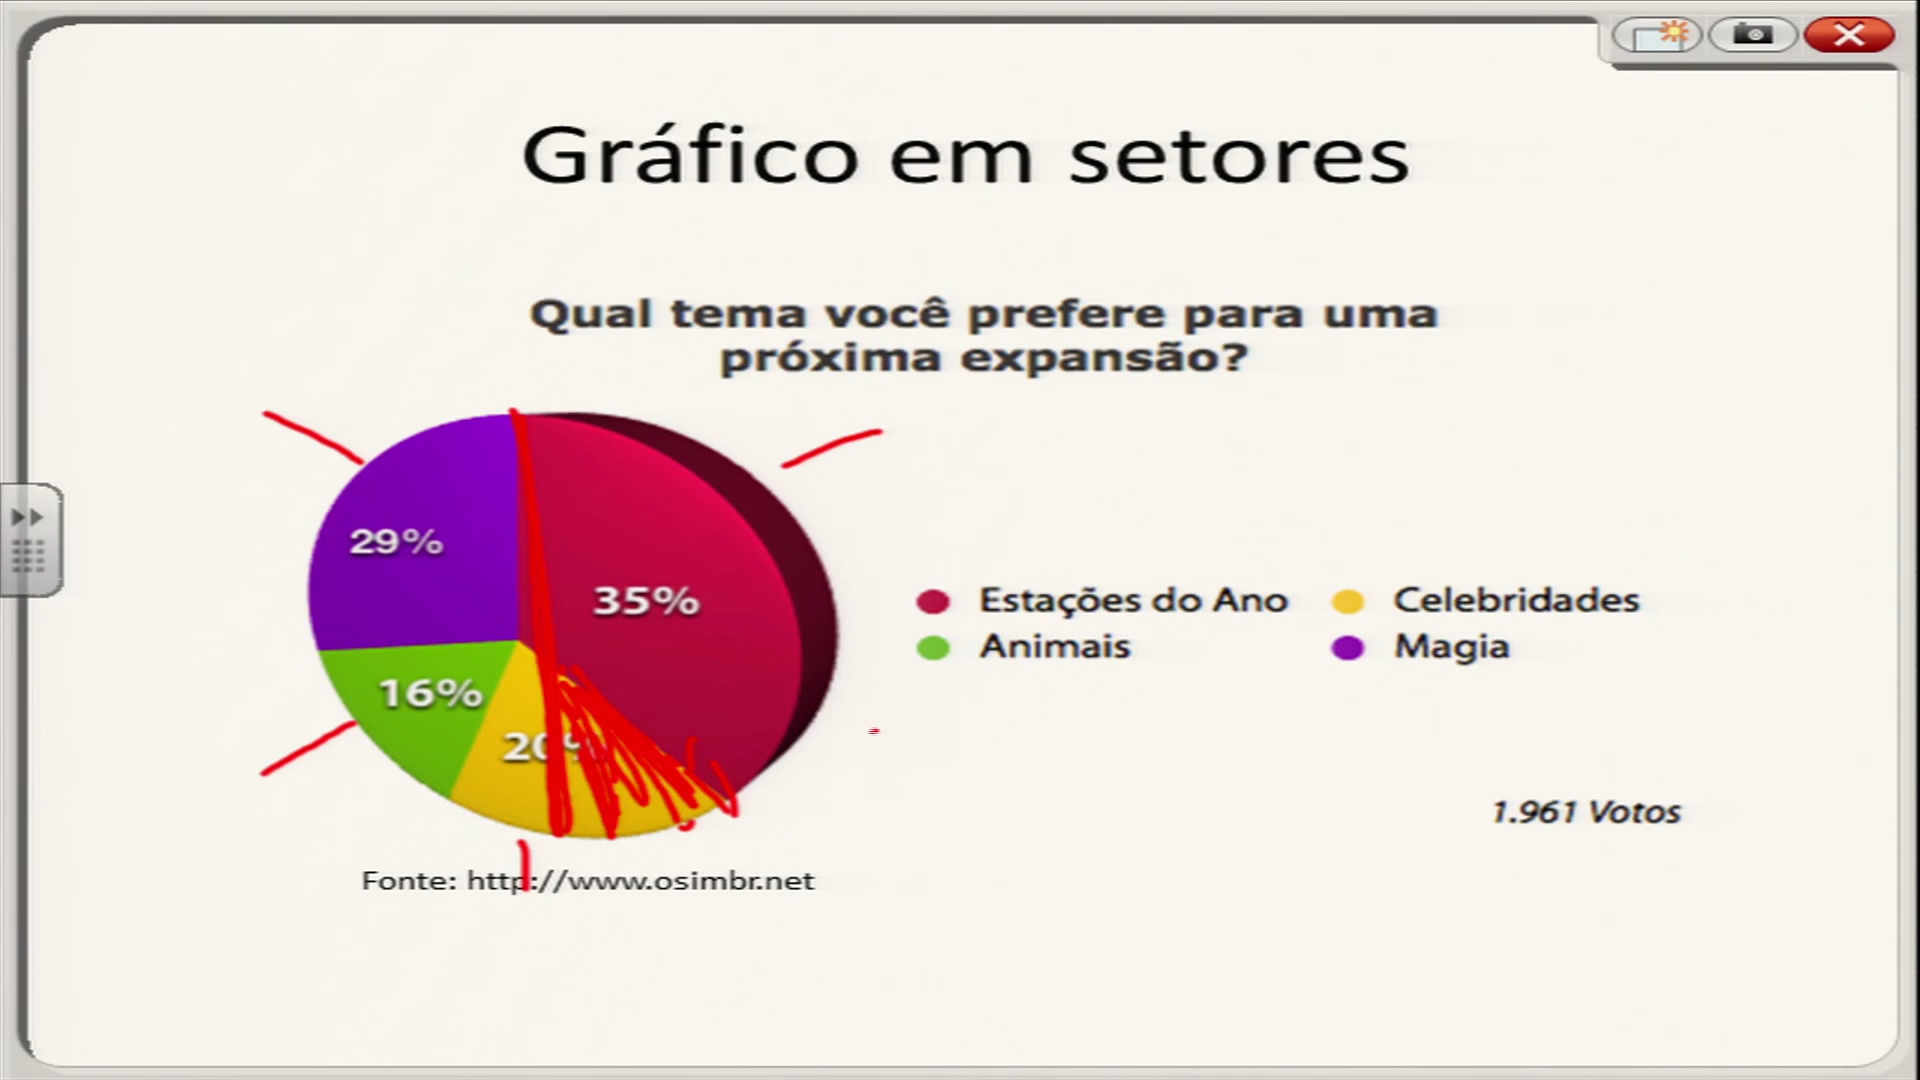 Gráfico em setores
Qual tema você prefere para uma
próxima expansão?
29%
35%
16%
20%
Estações do Ano
Celebridades
Animais
Magia
1.961 Votos
Fonte: http://www.osimbr.net